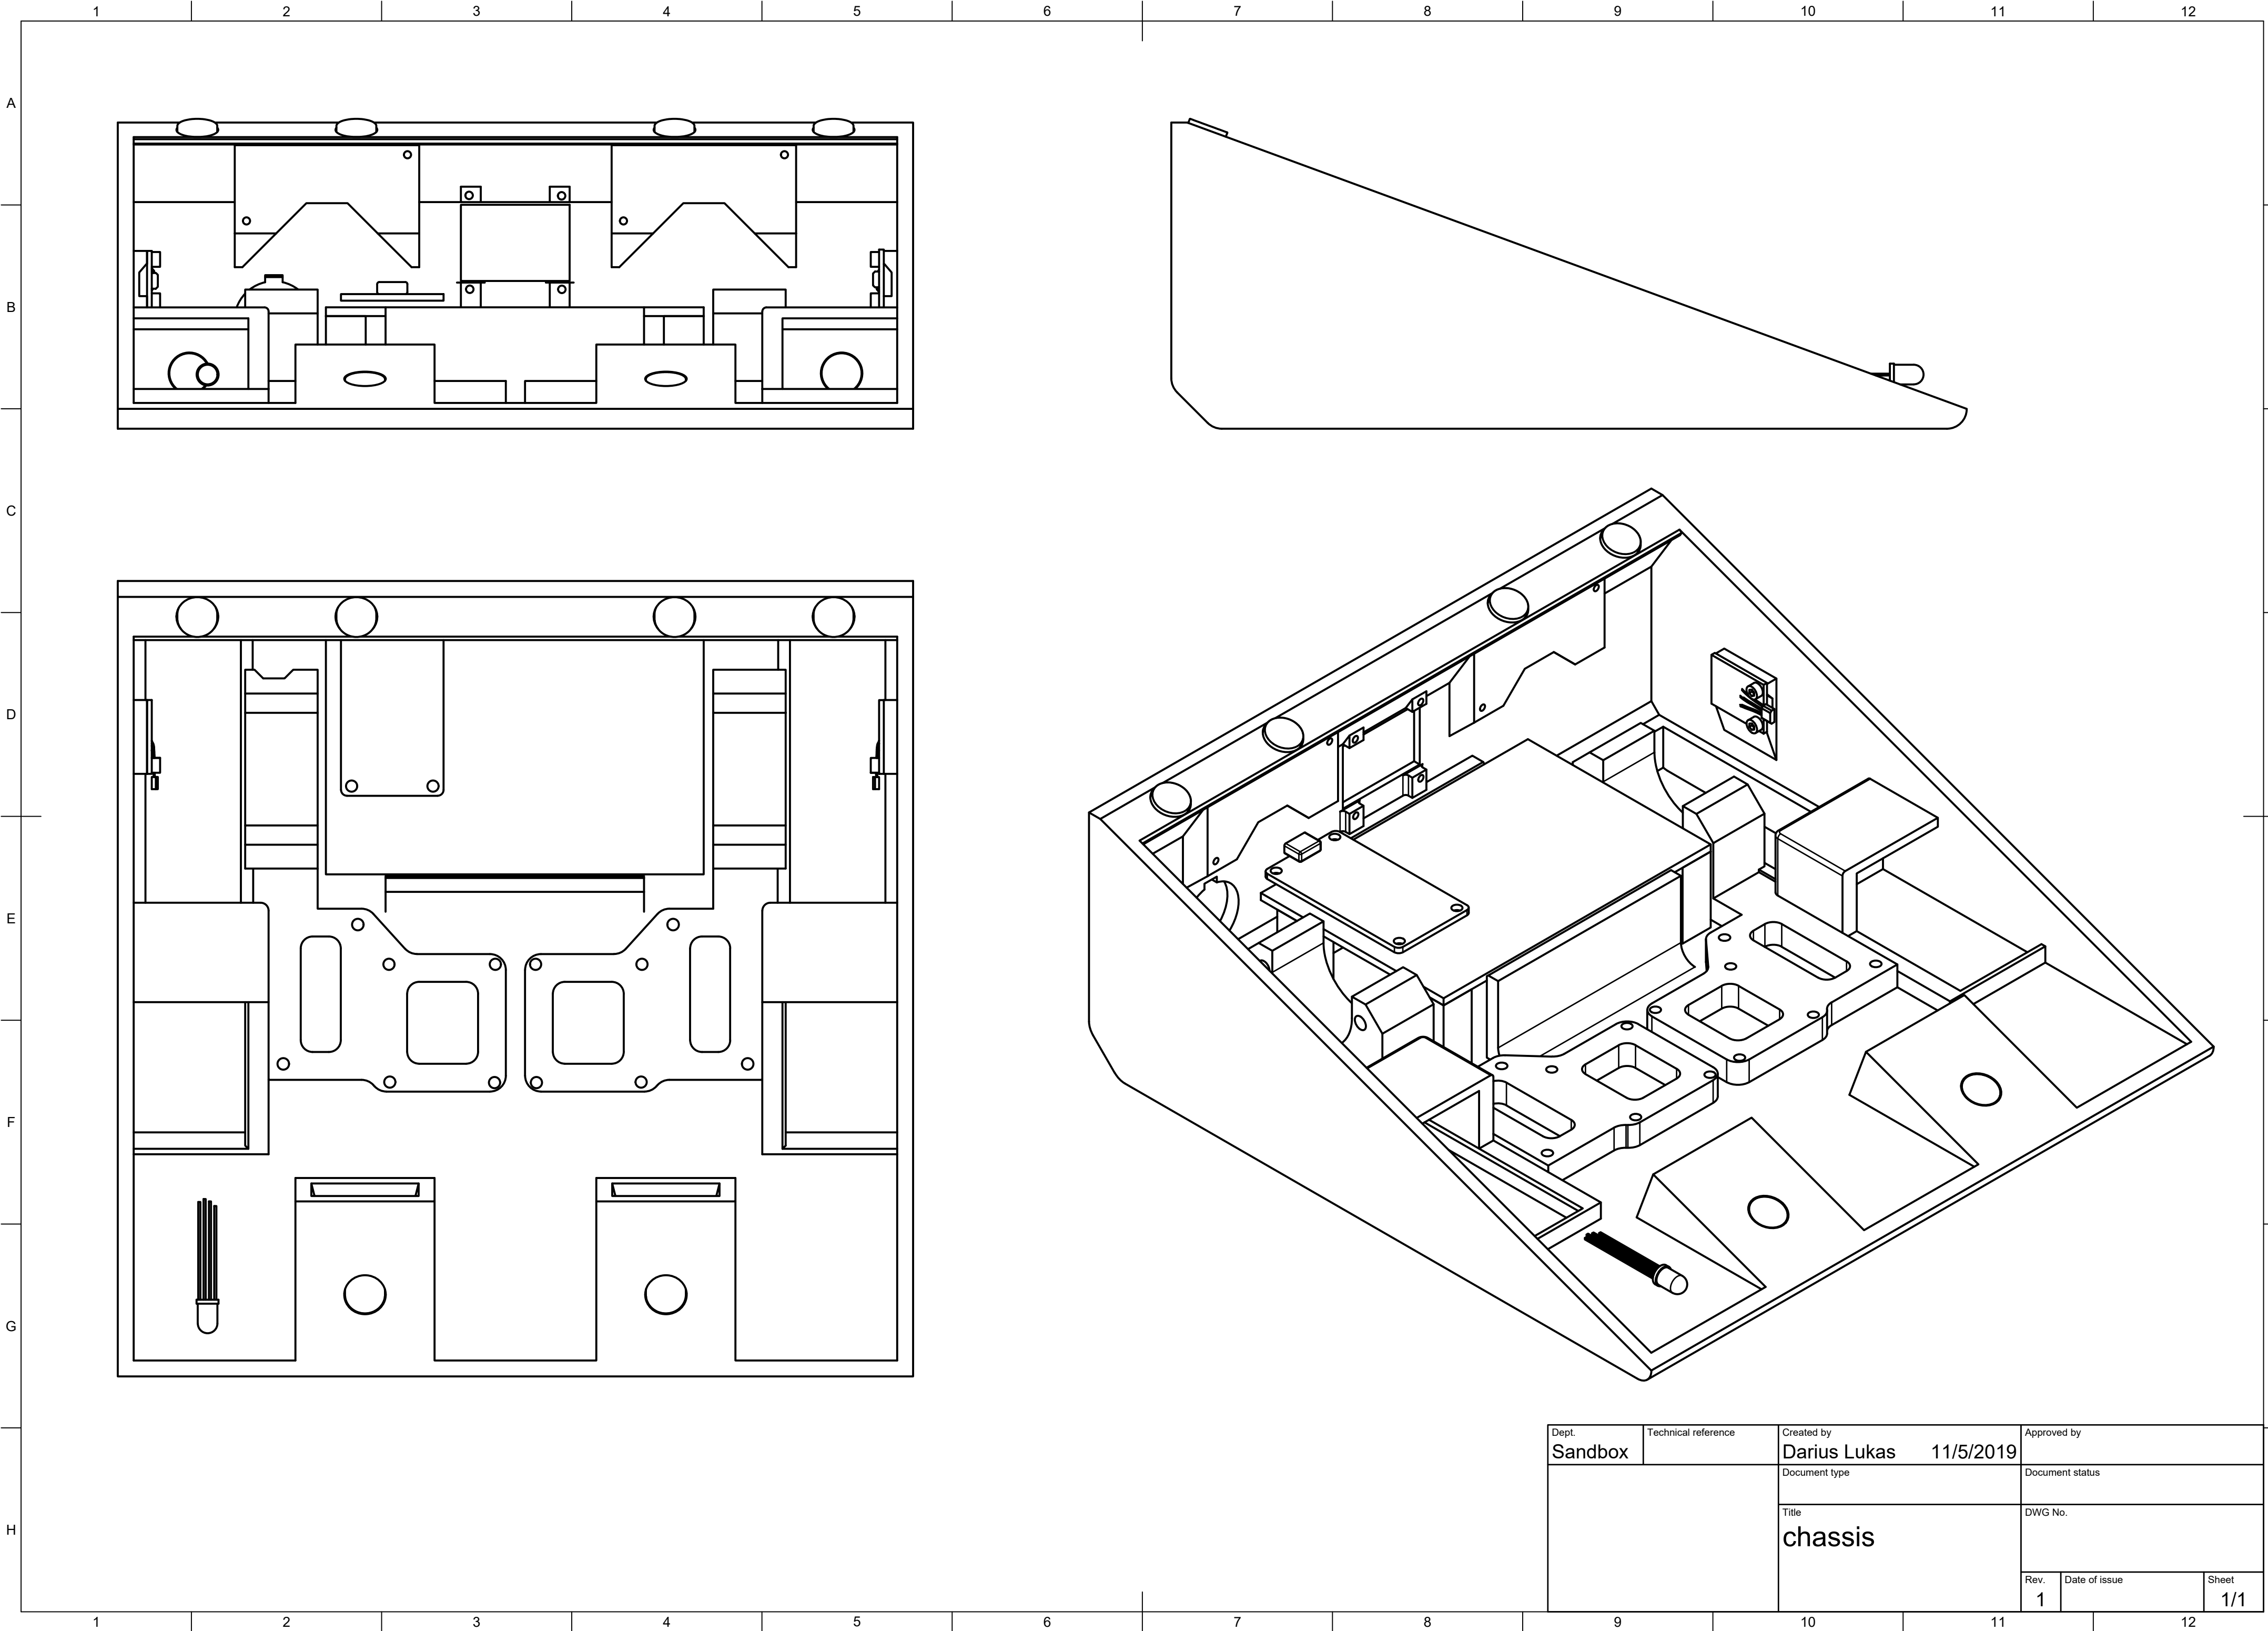 1 2 3 4 5 6 7 8 9 10 11 12
A
B
C
D
E
F
G
H
Dept. Technical reference Created by Approved by
Sandbox Darius Lukas 11/5/2019
Document type Document status
Title DWG No.
chassis
Rev. Date of issue Sheet
1 1/1
1 2 3 4 5 6 7 8 9 10 11 12